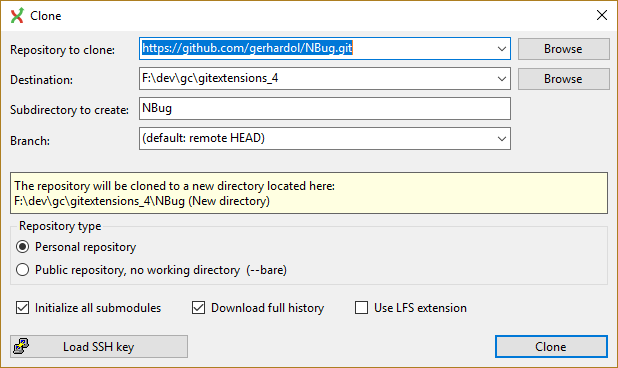 Clone
Repository to clone: https://github.com/gerhardol/NBug.git Browse
Destination: F:\dev\gc\gitextensions_4 Browse
Subdirectory to create: NBug
Branch: (default: remote HEAD)
The repository will be cloned to a new directory located here:
F:\dev\gc\gitextensions_4\NBug (New directory)
Repository type
Personal repository
Public repository, no working directory (--bare)
Initialize all submodules Download full history Use LFS extension
Load SSH key Clone